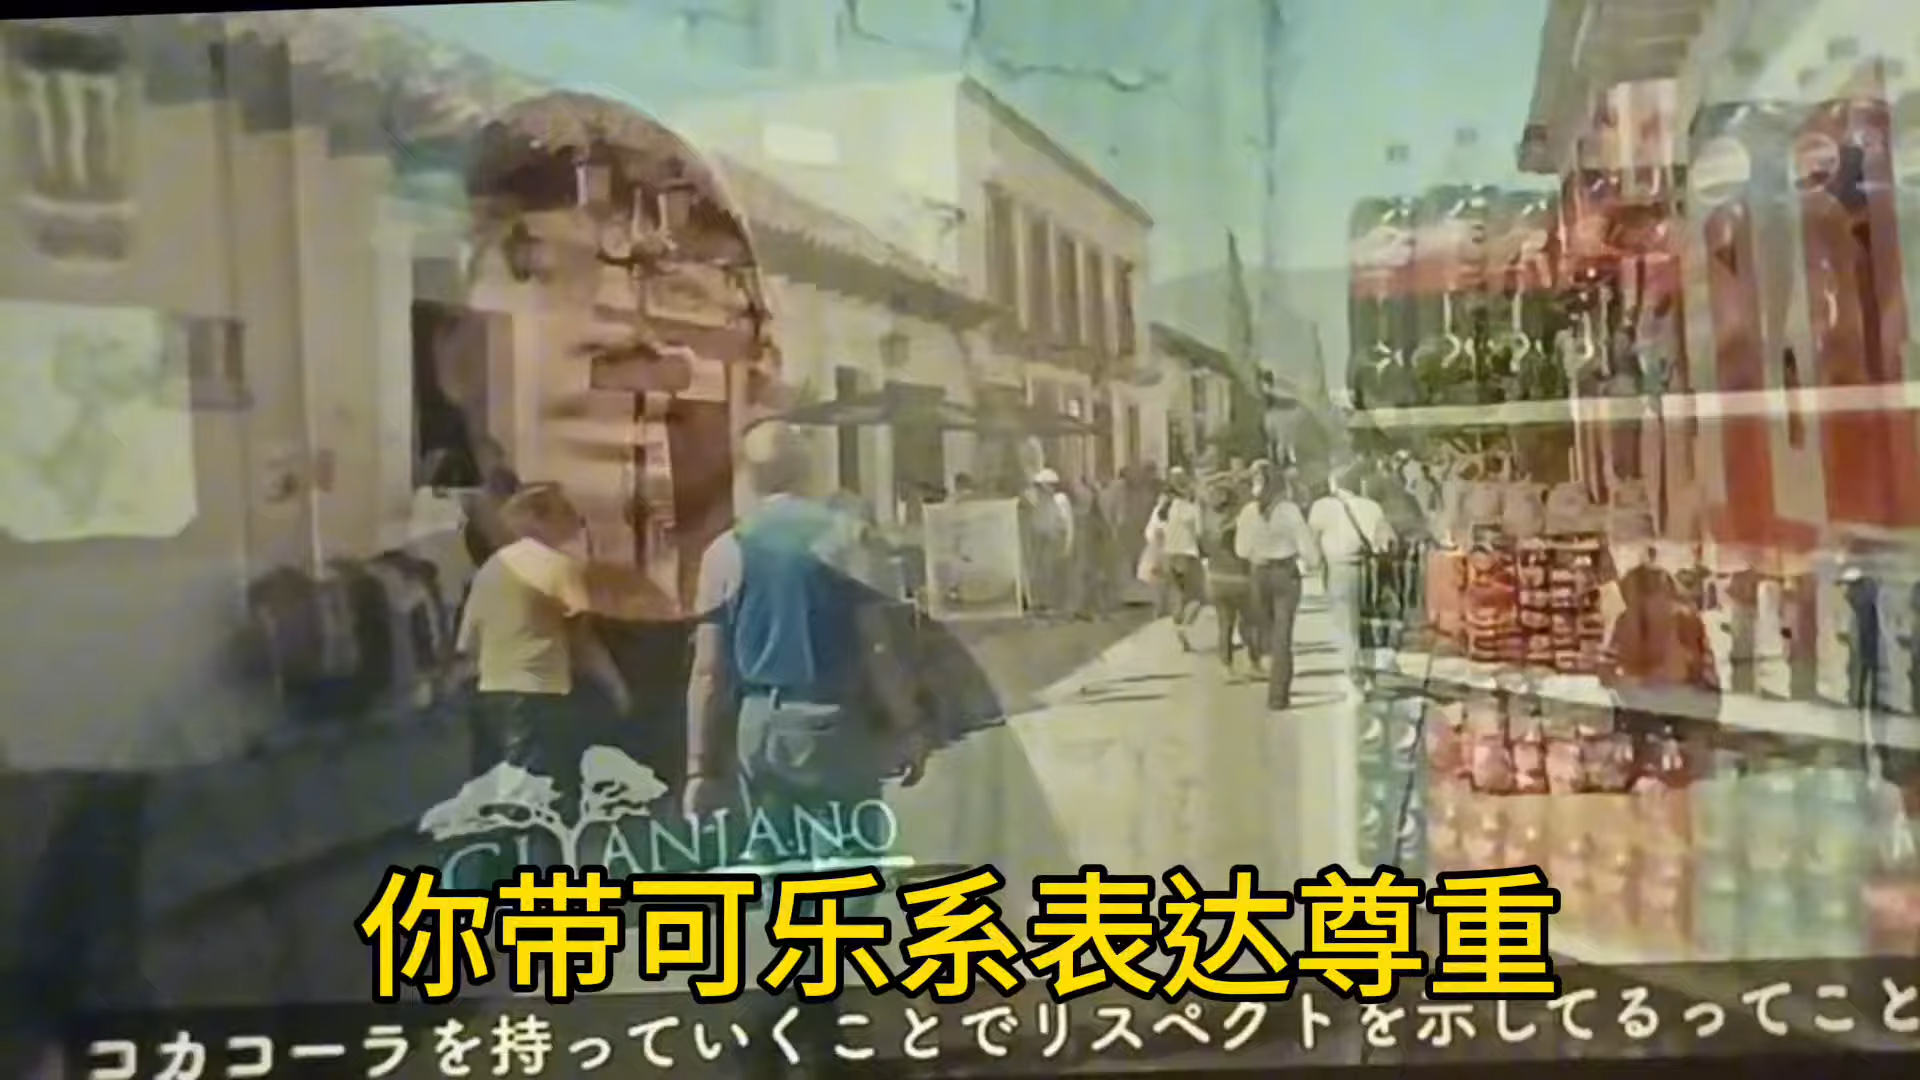 你带可乐系表达尊重
コカコーラを持っていくことでリスペクトを示してるってこと